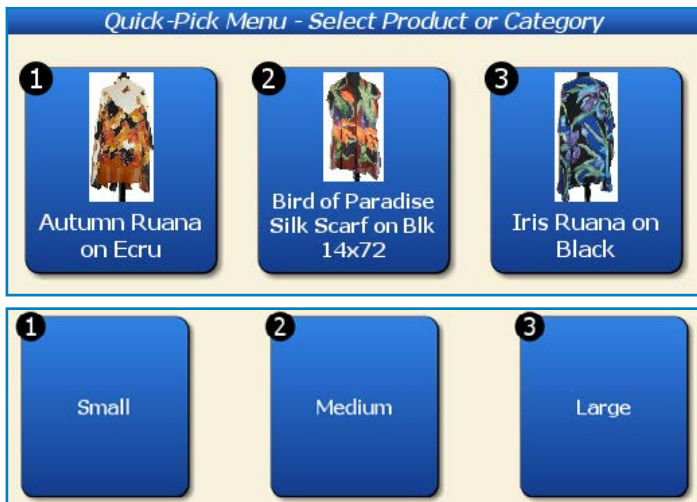 Quick-Pick Menu - Select Product or Category
1
2
3
Autumn Ruana
on Ecru
Bird of Paradise
Silk Scarf on Blk
14x72
Iris Ruana on
Black
1
2
3
Small
Medium
Large